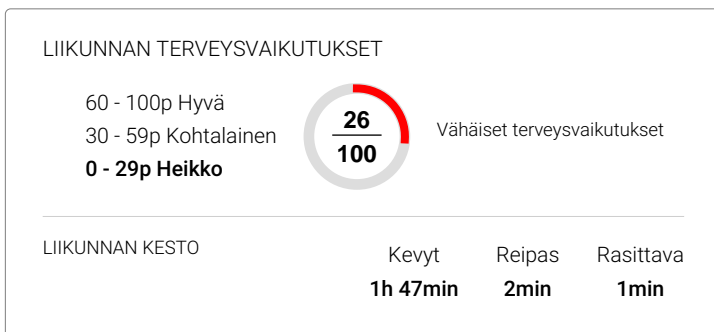 LIIKUNNAN TERVEYSVAIKUTUKSET
60 - 100p Hyvä
30 - 59p Kohtalainen
0 - 29p Heikko
26
100
Vähäiset terveysvaikutukset
LIIKUNNAN KESTO
Kevyt Reipas Rasittava
1h 47min 2min 1min